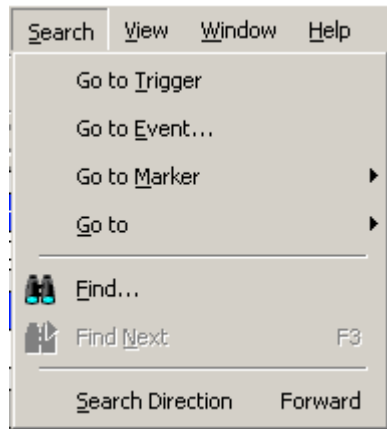 Search View Window Help
Go to Trigger
Go to Event...
Go to Marker
Go to
Find...
Find Next F3
Search Direction Forward